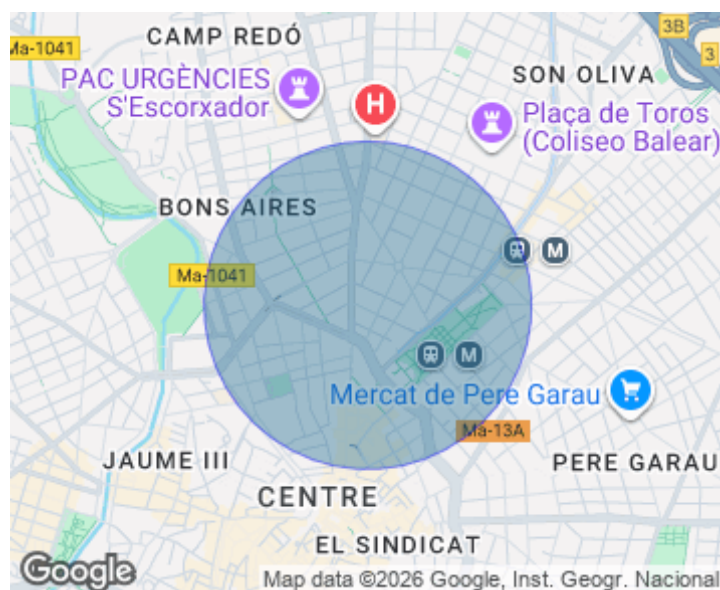 CAMP REDÓ
Ma-1041
3B
3
PAC URGÈNCIES
S'Escorxador
H
SON OLIVA
Plaça de Toros
(Coliseo Balear)
BONS AIRES
M
Ma-1041
M
Mercat de Pere Garau
Ma-13A
JAUME III
PERE GARAU
CENTRE
EL SINDICAT
Google
Map data ©2026 Google, Inst. Geogr. Nacional